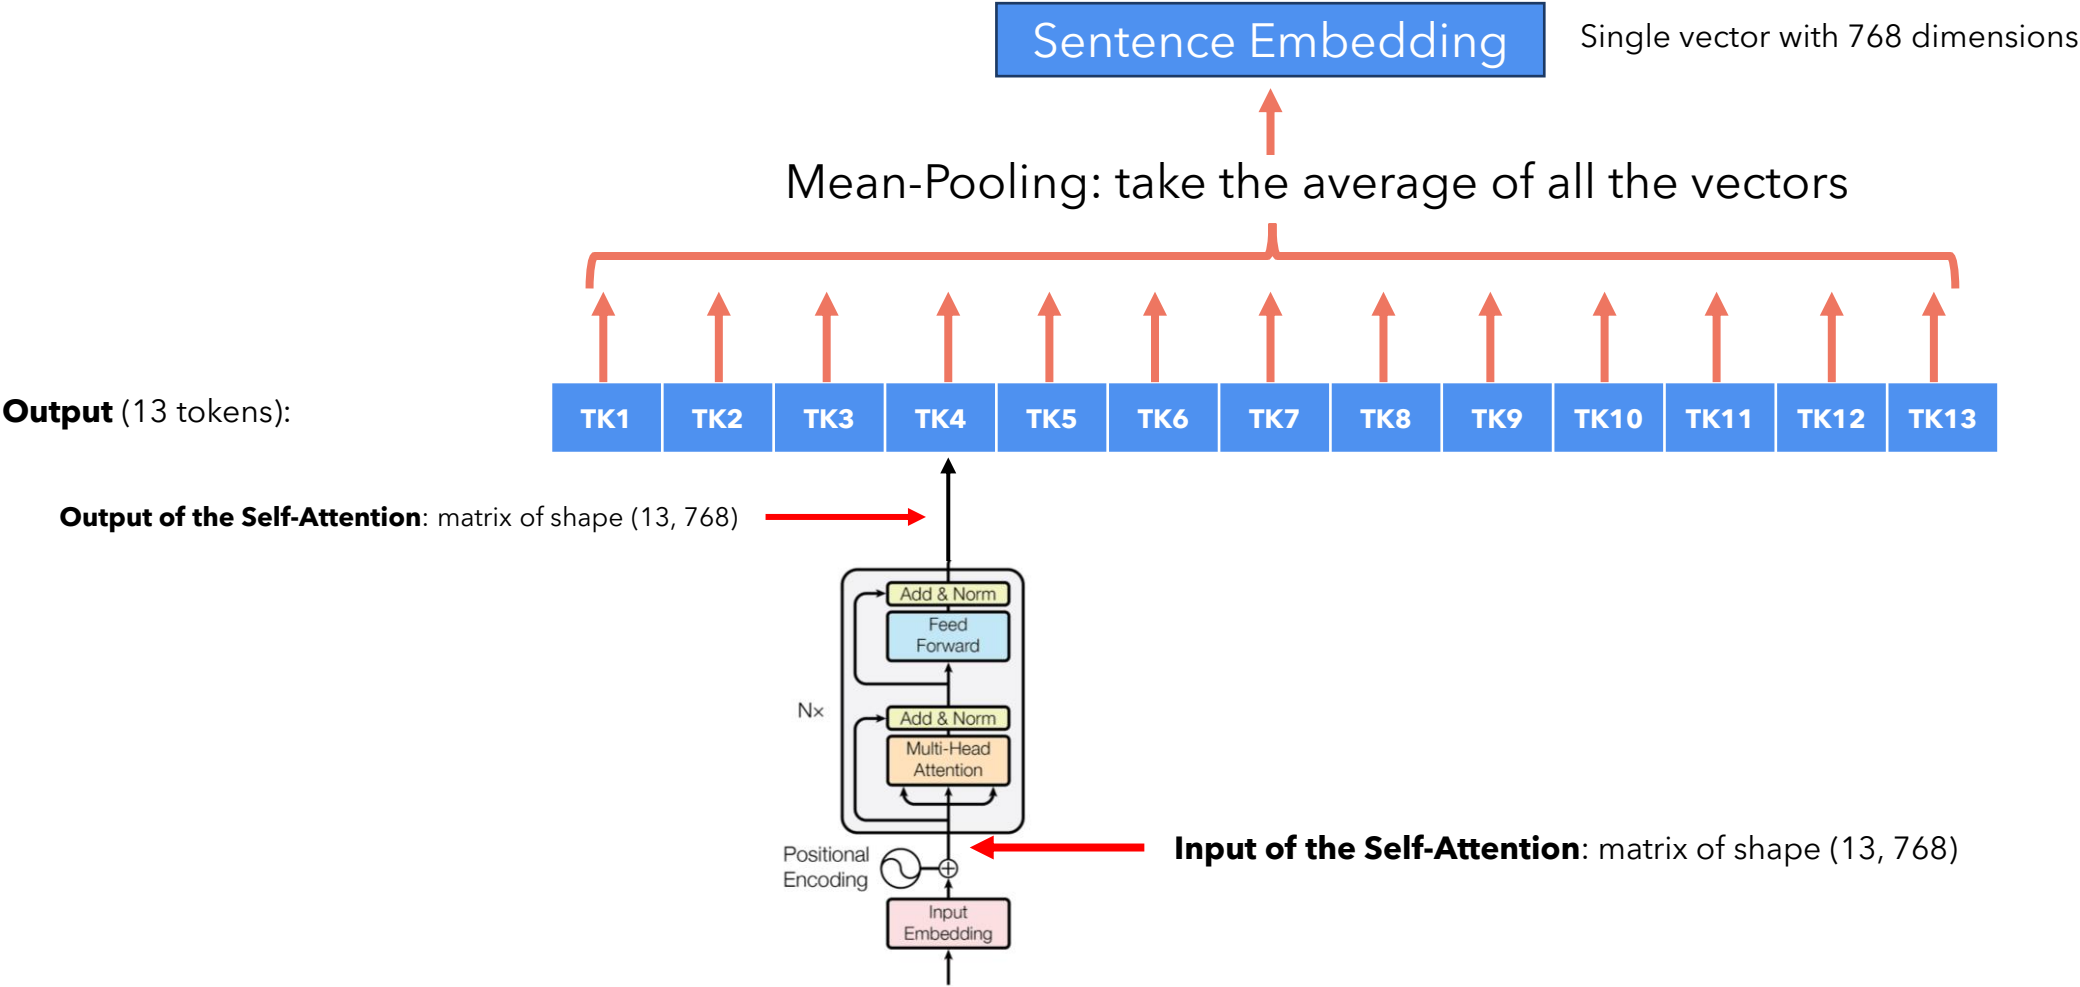 Sentence Embedding
Single vector with 768 dimensions
Mean-Pooling: take the average of all the vectors
Output (13 tokens):
TK1 TK2 TK3 TK4 TK5 TK6 TK7 TK8 TK9 TK10 TK11 TK12 TK13
Output of the Self-Attention: matrix of shape (13, 768)
Add & Norm
Feed
Forward
N×
Add & Norm
Multi-Head
Attention
Input of the Self-Attention: matrix of shape (13, 768)
Positional
Encoding
Input
Embedding